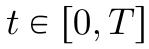 t ∈ [0, T]